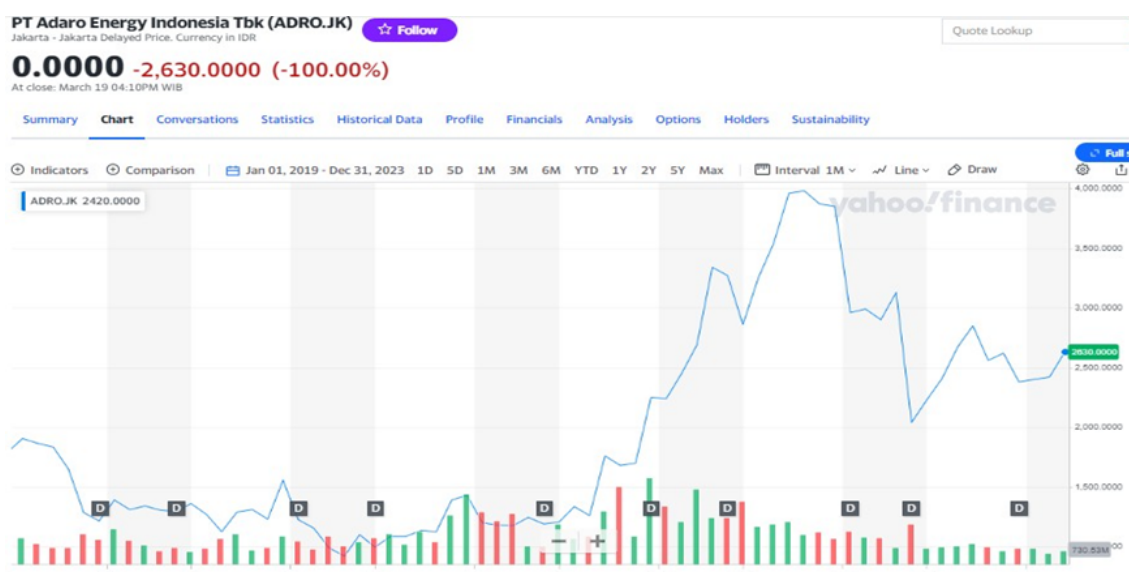 PT Adaro Energy Indonesia Tbk (ADRO.JK) ☆ Follow
Jakarta - Jakarta Delayed Price. Currency in IDR
Quote Lookup
0.0000 -2,630.0000 (-100.00%)
At close: March 19 04:10PM WIB
Summary Chart Conversations Statistics Historical Data Profile Financials Analysis Options Holders Sustainability
Full
Indicators Comparison Jan 01, 2019 - Dec 31, 2023 1D 5D 1M 3M 6M YTD 1Y 2Y 5Y Max Interval 1M Line Draw
ADRO.JK 2420.0000
yahoo!finance
4,000.0000
3,500.0000
3,000.0000
2630.0000
2,500.0000
2,000.0000
1,500.0000
D D D D D D D D D D
730.53M